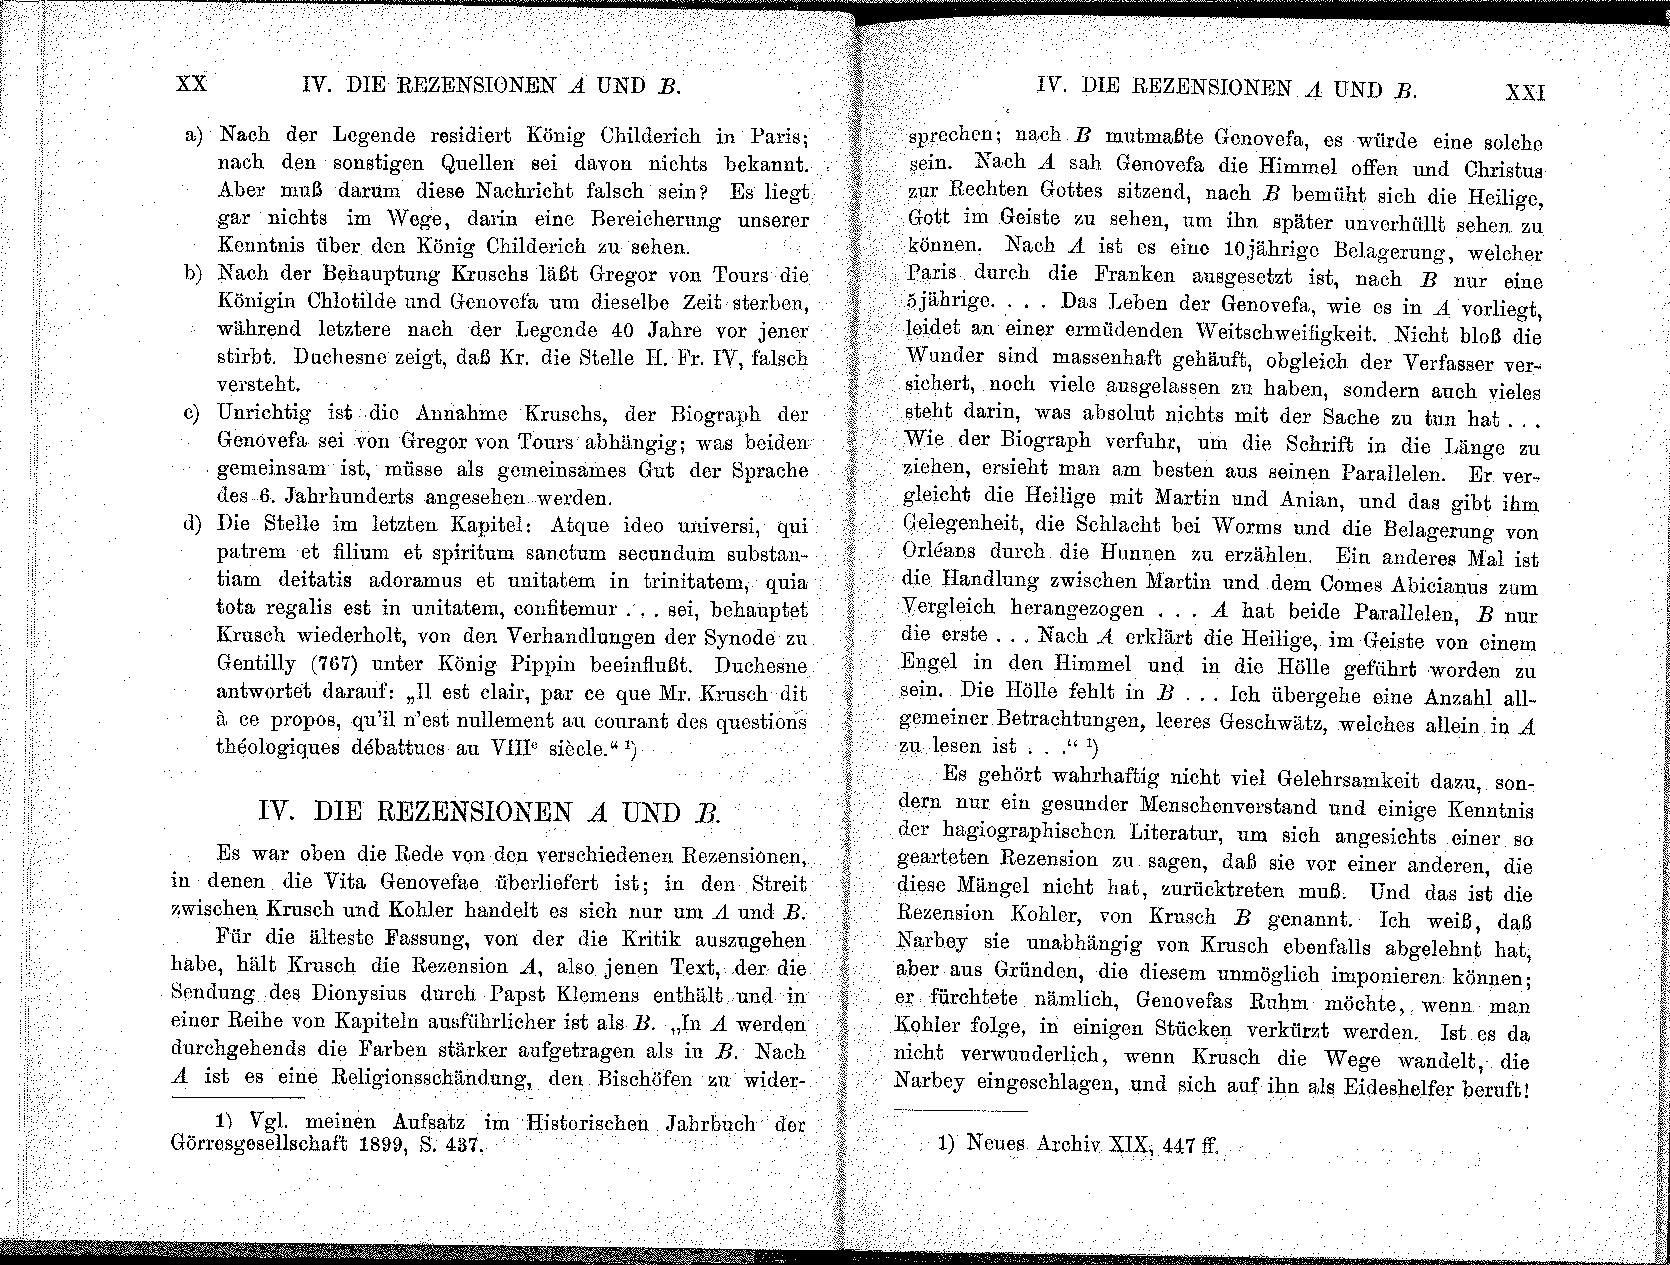 XX IV. DIE REZENSIONEN A UND B.
a) Nach der Legende residiert König Childerich in Paris;
nach den sonstigen Quellen sei davon nichts bekannt.
Aber muß darum diese Nachricht falsch sein? Es liegt
gar nichts im Wege, darin eine Bereicherung unserer
Kenntnis über den König Childerich zu sehen.
b) Nach der Behauptung Kruschs läßt Gregor von Tours die
Königin Chlotilde und Genovefa um dieselbe Zeit sterben,
während letztere nach der Legende 40 Jahre vor jener
stirbt. Duchesne zeigt, daß Kr. die Stelle H. Fr. IV, falsch
versteht.
c) Unrichtig ist die Annahme Kruschs, der Biograph der
Genovefa sei von Gregor von Tours abhängig; was beiden
gemeinsam ist, müsse als gemeinsames Gut der Sprache
des 6. Jahrhunderts angesehen werden.
d) Die Stelle im letzten Kapitel: Atque ideo universi, qui
patrem et filium et spiritum sanctum secundum substan-
tiam deitatis adoramus et unitatem in trinitatem, quia
tota regalis est in unitatem, confitemur . . . sei, behauptet
Krusch wiederholt, von den Verhandlungen der Synode zu
Gentilly (767) unter König Pippin beeinflußt. Duchesne
antwortet darauf: „Il est clair, par ce que Mr. Krusch dit
à ce propos, qu'il n'est nullement au courant des questions
théologiques débattues au VIIIe siècle.“ 1)
IV. DIE REZENSIONEN A UND B.
Es war oben die Rede von den verschiedenen Rezensionen,
in denen die Vita Genovefae überliefert ist; in den Streit
zwischen Krusch und Kohler handelt es sich nur um A und B.
Für die älteste Fassung, von der die Kritik auszugehen
habe, hält Krusch die Rezension A, also jenen Text, der die
Sendung des Dionysius durch Papst Klemens enthält und in
einer Reihe von Kapiteln ausführlicher ist als B. „In A werden
durchgehends die Farben stärker aufgetragen als in B. Nach
A ist es eine Religionsschändung, den Bischöfen zu wider-
1) Vgl. meinen Aufsatz im Historischen Jahrbuch der
Görresgesellschaft 1899, S. 437.
IV. DIE REZENSIONEN A UND B. XXI
sprechen; nach B mutmaßte Genovefa, es würde eine solche
sein. Nach A sah Genovefa die Himmel offen und Christus
zur Rechten Gottes sitzend, nach B bemüht sich die Heilige,
Gott im Geiste zu sehen, um ihn später unverhüllt sehen zu
können. Nach A ist es eine 10jährige Belagerung, welcher
Paris durch die Franken ausgesetzt ist, nach B nur eine
5jährige. . . . Das Leben der Genovefa, wie es in A vorliegt,
leidet an einer ermüdenden Weitschweifigkeit. Nicht bloß die
Wunder sind massenhaft gehäuft, obgleich der Verfasser ver-
sichert, noch viele ausgelassen zu haben, sondern auch vieles
steht darin, was absolut nichts mit der Sache zu tun hat . . .
Wie der Biograph verfuhr, um die Schrift in die Länge zu
ziehen, ersieht man am besten aus seinen Parallelen. Er ver-
gleicht die Heilige mit Martin und Anian, und das gibt ihm
Gelegenheit, die Schlacht bei Worms und die Belagerung von
Orléans durch die Hunnen zu erzählen. Ein anderes Mal ist
die Handlung zwischen Martin und dem Comes Abicianus zum
Vergleich herangezogen . . . A hat beide Parallelen, B nur
die erste . . . Nach A erklärt die Heilige, im Geiste von einem
Engel in den Himmel und in die Hölle geführt worden zu
sein. Die Hölle fehlt in B . . . Ich übergehe eine Anzahl all-
gemeiner Betrachtungen, leeres Geschwätz, welches allein in A
zu lesen ist . . .“ 1)
Es gehört wahrhaftig nicht viel Gelehrsamkeit dazu, son-
dern nur ein gesunder Menschenverstand und einige Kenntnis
der hagiographischen Literatur, um sich angesichts einer so
gearteten Rezension zu sagen, daß sie vor einer anderen, die
diese Mängel nicht hat, zurücktreten muß. Und das ist die
Rezension Kohler, von Krusch B genannt. Ich weiß, daß
Narbey sie unabhängig von Krusch ebenfalls abgelehnt hat,
aber aus Gründen, die diesem unmöglich imponieren können;
er fürchtete nämlich, Genovefas Ruhm möchte, wenn man
Kohler folge, in einigen Stücken verkürzt werden. Ist es da
nicht verwunderlich, wenn Krusch die Wege wandelt, die
Narbey eingeschlagen, und sich auf ihn als Eideshelfer beruft!
1) Neues Archiv XIX, 447 ff.